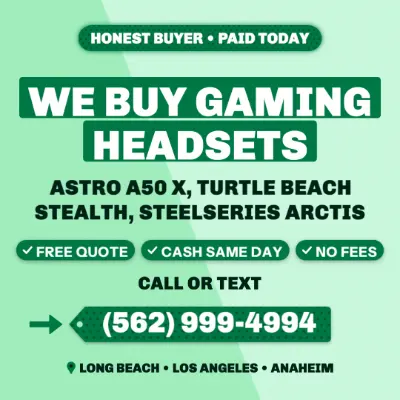 HONEST BUYER • PAID TODAY
WE BUY GAMING
HEADSETS
ASTRO A50 X, TURTLE BEACH
STEALTH, STEELSERIES ARCTIS
✓ FREE QUOTE ✓ CASH SAME DAY ✓ NO FEES
CALL OR TEXT
(562) 999-4994
LONG BEACH • LOS ANGELES • ANAHEIM